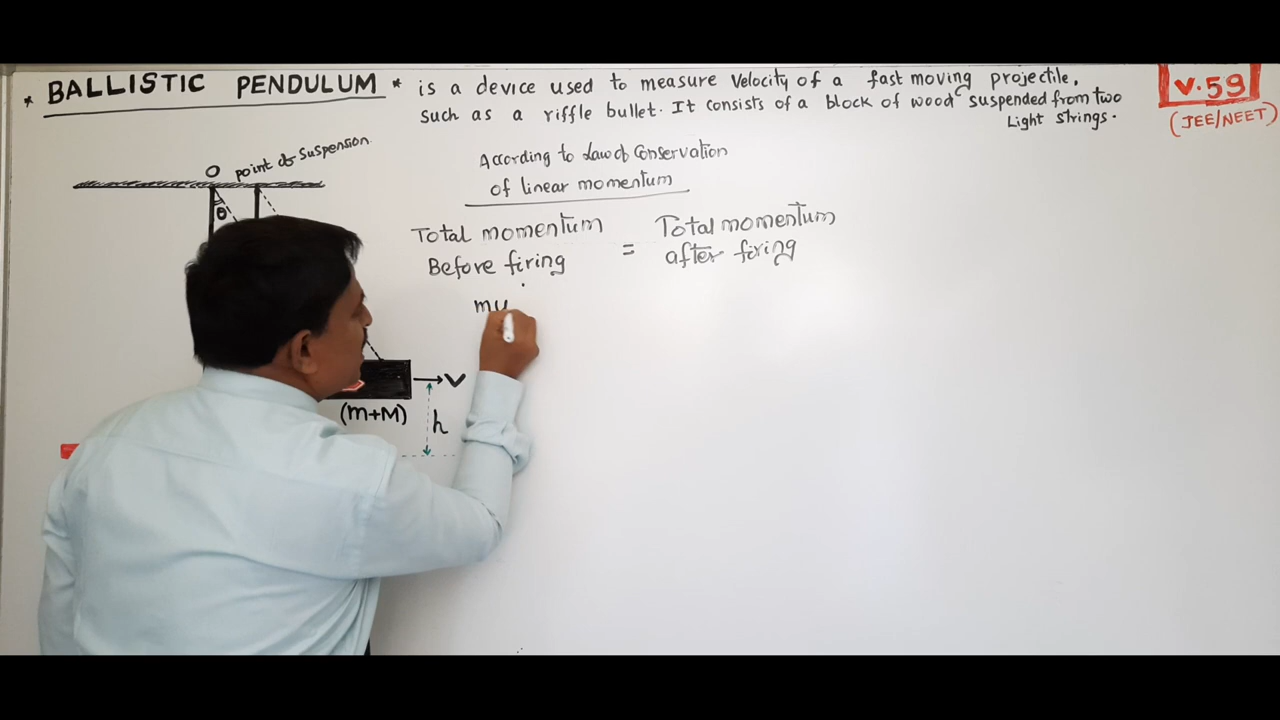 * BALLISTIC PENDULUM * is a device used to measure velocity of a fast moving projectile,
such as a riffle bullet. It consists of a block of wood suspended from two
Light strings.
V.59
(JEE/NEET)
O point of suspension
θ
According to Law of Conservation
of linear momentum
Total momentum
Before firing
=
Total momentum
after firing
mu
V
(m+M)
h